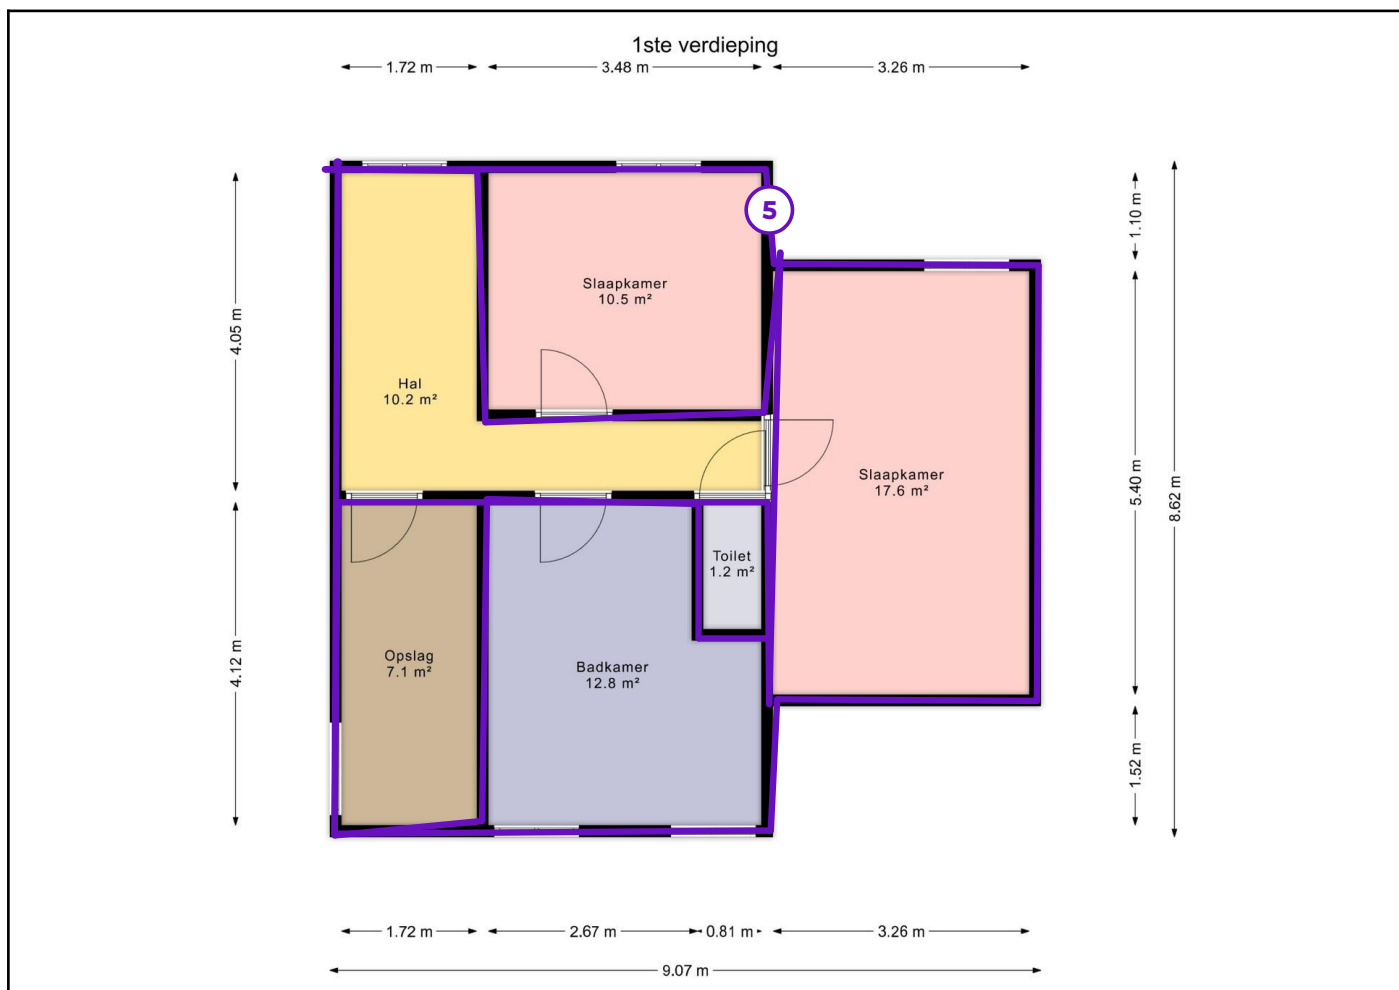 1ste verdieping
1.72 m
3.48 m
3.26 m
5
1.10 m
4.05 m
Slaapkamer
10.5 m²
Hal
10.2 m²
Slaapkamer
17.6 m²
5.40 m
8.62 m
Toilet
1.2 m²
4.12 m
Opslag
7.1 m²
Badkamer
12.8 m²
1.52 m
1.72 m
2.67 m
0.81 m
3.26 m
9.07 m